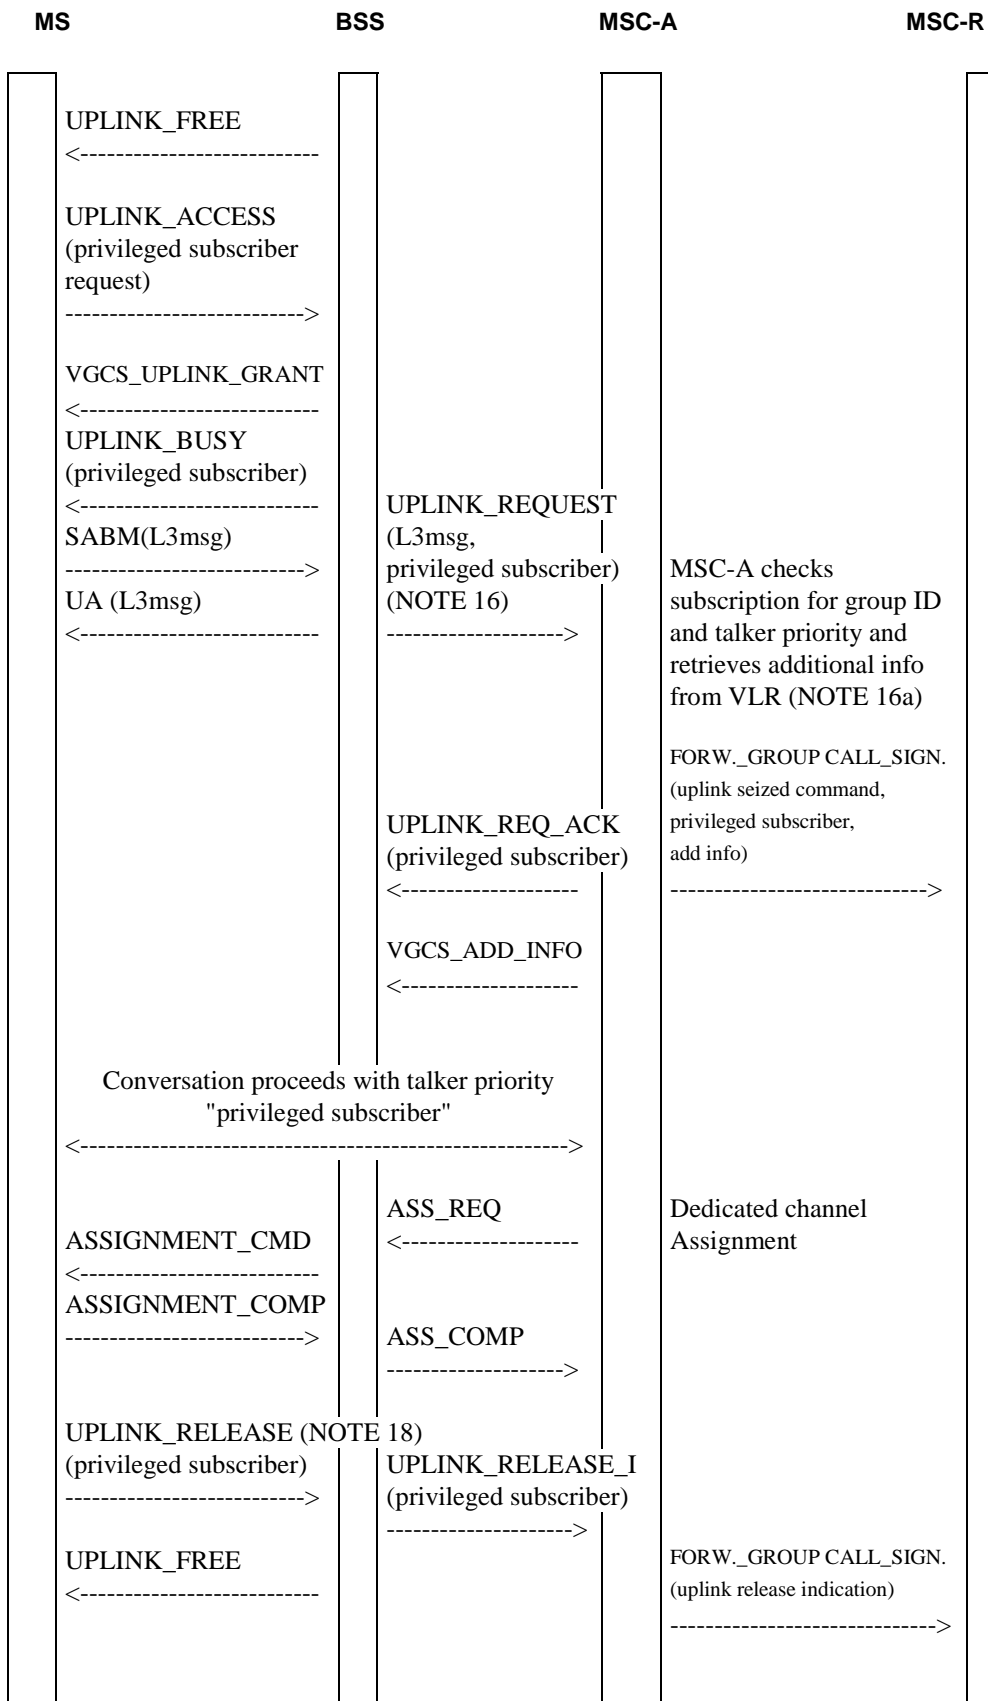 MS BSS MSC-A MSC-R
UPLINK_FREE
<---------------------------
UPLINK_ACCESS
(privileged subscriber
request)
--------------------------->
VGCS_UPLINK_GRANT
<---------------------------
UPLINK_BUSY
(privileged subscriber)
<---------------------------
SABM(L3msg)
--------------------------->
UA (L3msg)
<---------------------------
UPLINK_REQUEST
(L3msg,
privileged subscriber)
(NOTE 16)
-------------------->
MSC-A checks
subscription for group ID
and talker priority and
retrieves additional info
from VLR (NOTE 16a)
FORW._GROUP CALL_SIGN.
(uplink seized command,
privileged subscriber,
add info)
----------------------------->
UPLINK_REQ_ACK
(privileged subscriber)
<--------------------
VGCS_ADD_INFO
<--------------------
Conversation proceeds with talker priority
"privileged subscriber"
<------------------------------------------------------->
ASS_REQ
<--------------------
Dedicated channel
Assignment
ASSIGNMENT_CMD
<---------------------------
ASSIGNMENT_COMP
--------------------------->
ASS_COMP
-------------------->
UPLINK_RELEASE (NOTE 18)
(privileged subscriber)
--------------------------->
UPLINK_RELEASE_I
(privileged subscriber)
--------------------->
UPLINK_FREE
<---------------------------
FORW._GROUP CALL_SIGN.
(uplink release indication)
------------------------------>